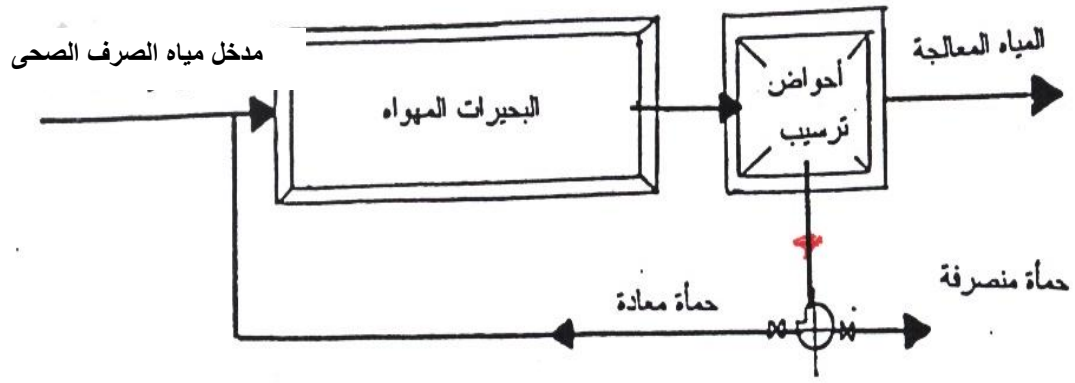 مدخل مياه الصرف الصحى
البحيرات المهواه
أحواض
ترسيب
المياه المعالجة
حمأة معادة
حمأة منصرفة